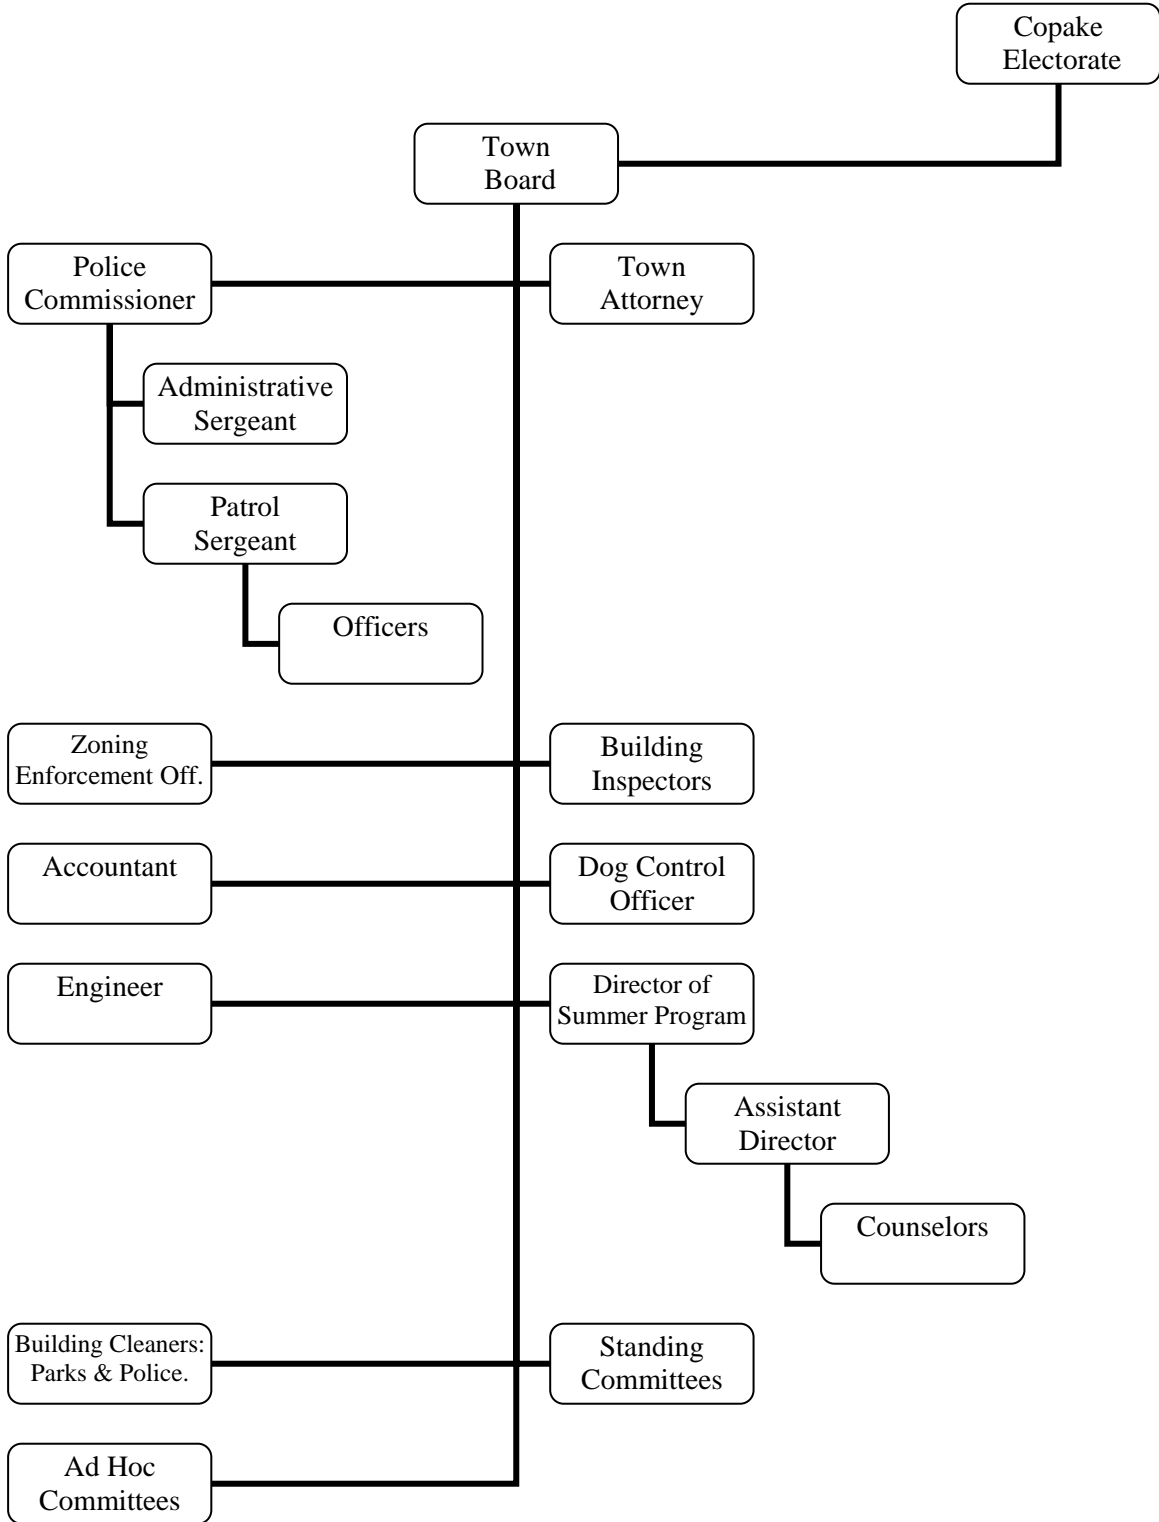 Copake
Electorate
Town
Board
Police
Commissioner
Town
Attorney
Administrative
Sergeant
Patrol
Sergeant
Officers
Zoning
Enforcement Off.
Building
Inspectors
Accountant
Dog Control
Officer
Engineer
Director of
Summer Program
Assistant
Director
Counselors
Building Cleaners:
Parks & Police.
Standing
Committees
Ad Hoc
Committees